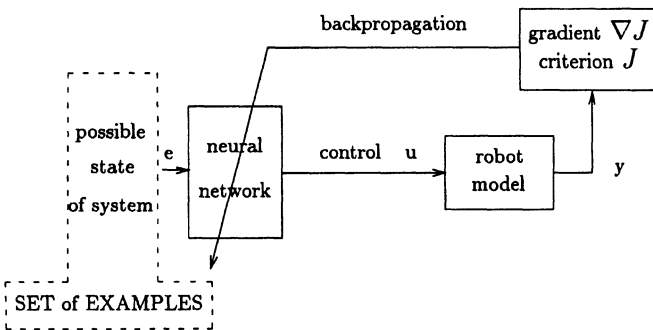 backpropagation
gradient ∇J
criterion J
possible
state
of system
e
neural
network
control u
robot
model
y
SET of EXAMPLES